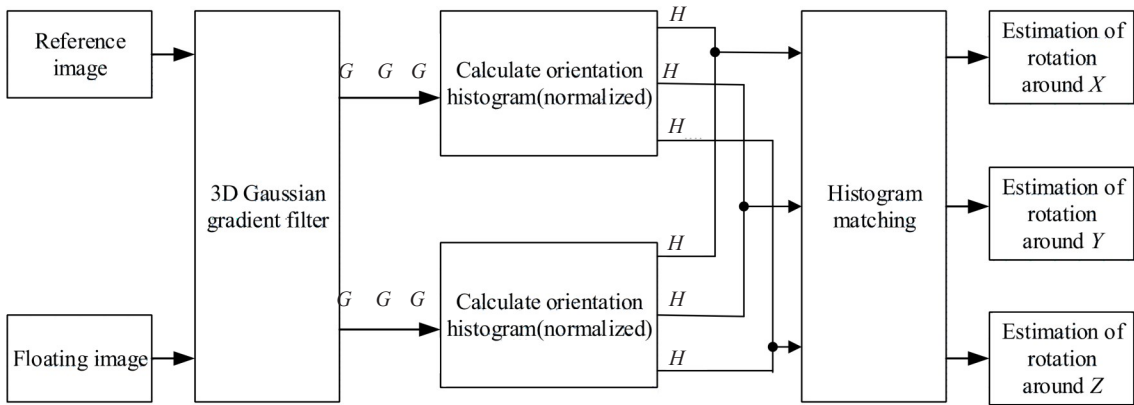 Reference
image
Floating image
3D Gaussian
gradient filter
G G G
G G G
Calculate orientation
histogram(normalized)
Calculate orientation
histogram(normalized)
H
H
H
H
H
H
Histogram
matching
Estimation of
rotation
around X
Estimation of
rotation
around Y
Estimation of
rotation
around Z